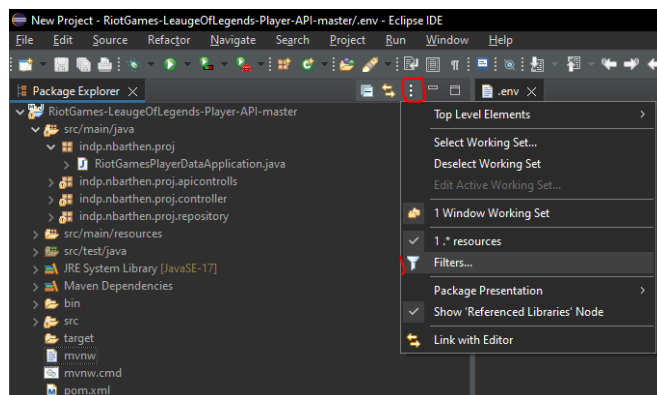 New Project - RiotGames-LeaugeOfLegends-Player-API-master/.env - Eclipse IDE
File Edit Source Refactor Navigate Search Project Run Window Help
Package Explorer
.env
RiotGames-LeaugeOfLegends-Player-API-master
src/main/java
indp.nbarthen.proj
RiotGamesPlayerDataApplication.java
indp.nbarthen.proj.apicontrolls
indp.nbarthen.proj.controller
indp.nbarthen.proj.repository
src/main/resources
src/test/java
JRE System Library [JavaSE-17]
Maven Dependencies
bin
src
target
mvnw
mvnw.cmd
pom.xml
Top Level Elements
Select Working Set...
Deselect Working Set
Edit Active Working Set...
1 Window Working Set
1 .* resources
Filters...
Package Presentation
Show 'Referenced Libraries' Node
Link with Editor